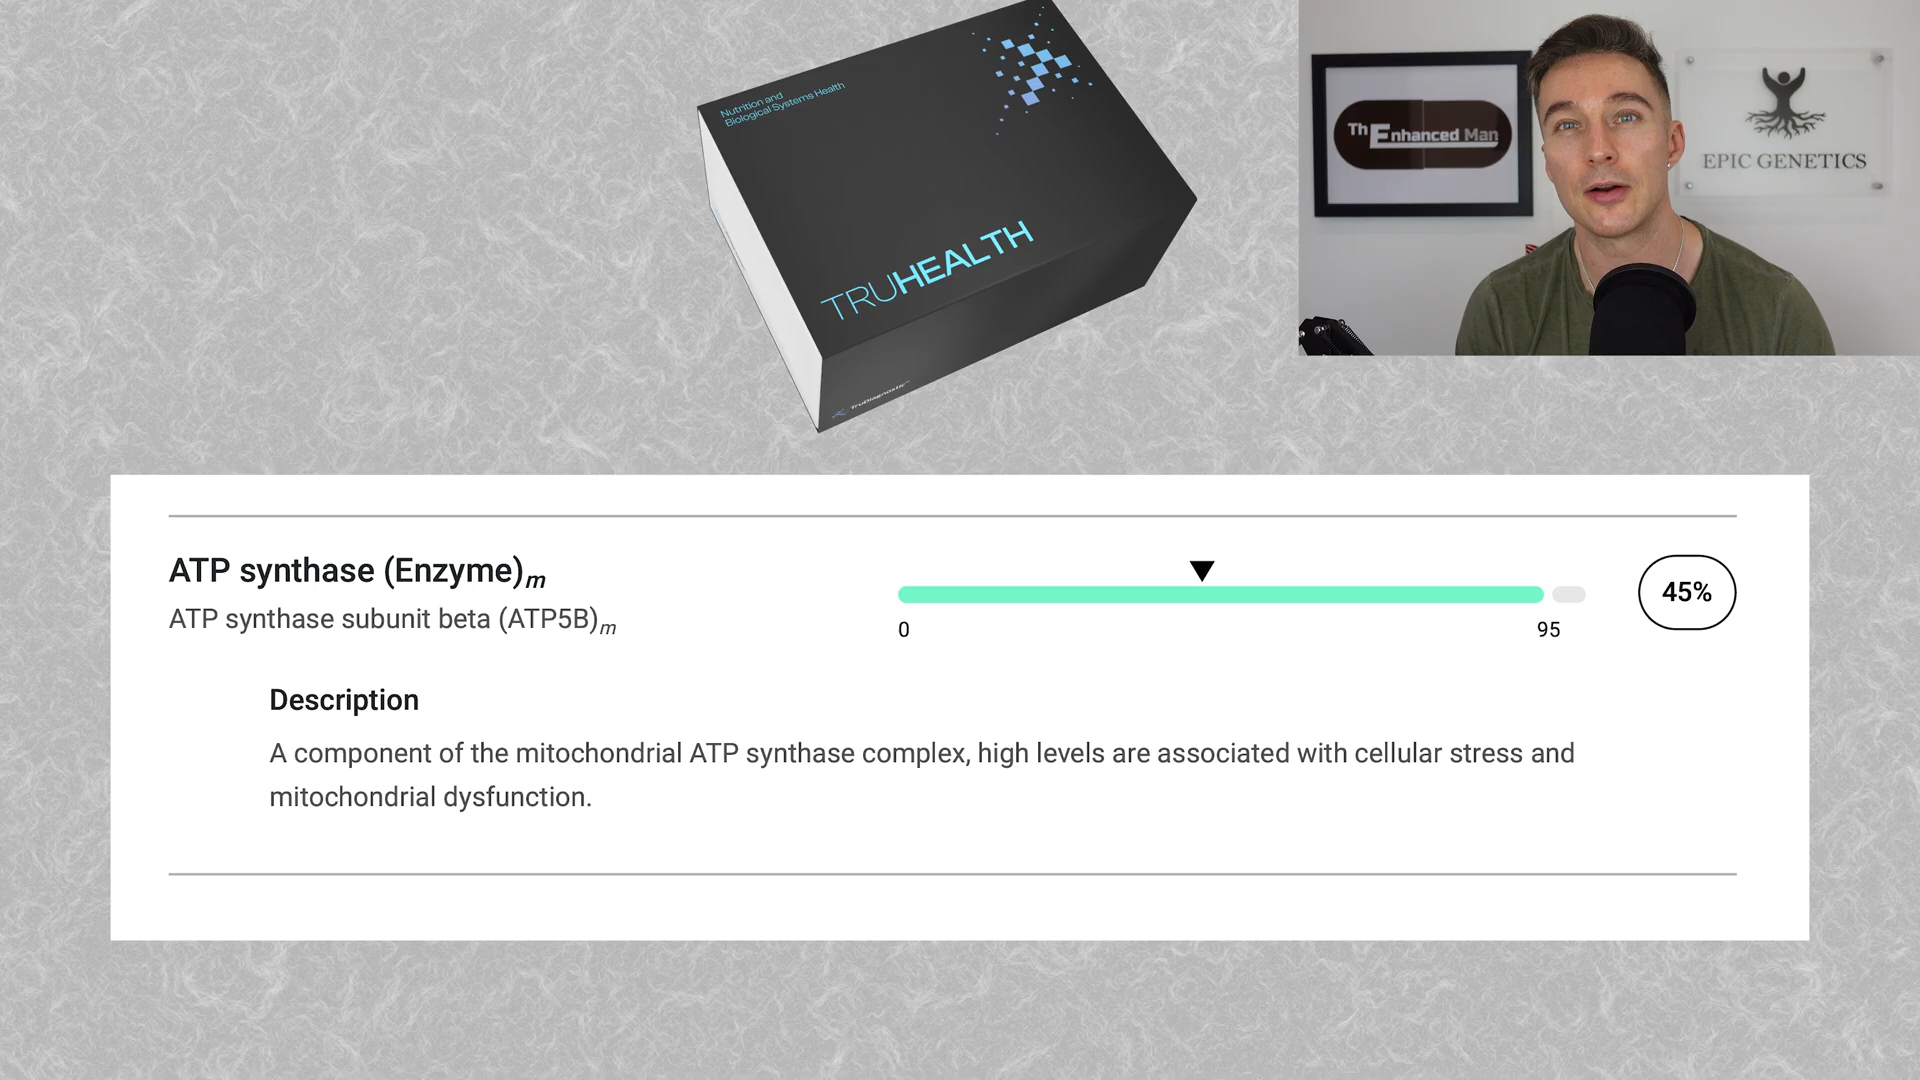 Nutrition and
Biological Systems Health
TRUHEALTH
TruDiagnostic™
ThEnhanced Man
EPIC GENETICS
ATP synthase (Enzyme)m
45%
ATP synthase subunit beta (ATP5B)m
0
95
Description
A component of the mitochondrial ATP synthase complex, high levels are associated with cellular stress and
mitochondrial dysfunction.